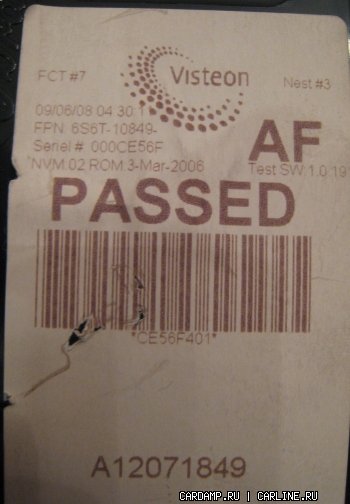 Visteon
FCT #7
Nest #3
09/06/08 04:30:1
FPN: 6S6T-10849-
AF
Serial # 000CE56F
NVM.02 ROM.3-Mar-2006
Test SW:1.0.19
PASSED
*CE56F401*
A12071849
CARDAMP.RU | CARLINE.RU